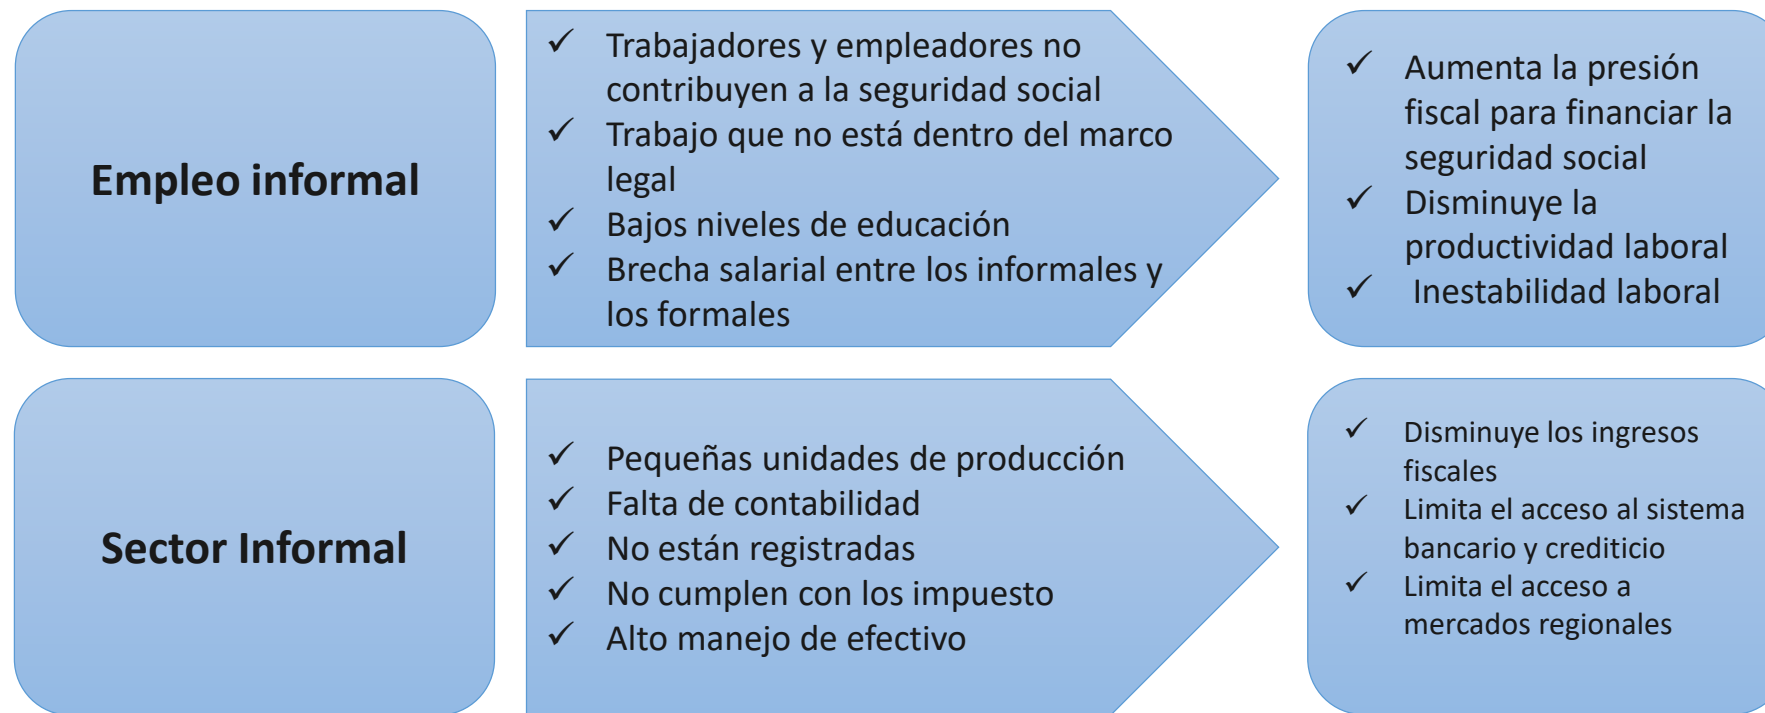 Empleo informal
✓ Trabajadores y empleadores no
contribuyen a la seguridad social
✓ Trabajo que no está dentro del marco
legal
✓ Bajos niveles de educación
✓ Brecha salarial entre los informales y
los formales
✓ Aumenta la presión
fiscal para financiar la
seguridad social
✓ Disminuye la
productividad laboral
✓ Inestabilidad laboral
Sector Informal
✓ Pequeñas unidades de producción
✓ Falta de contabilidad
✓ No están registradas
✓ No cumplen con los impuesto
✓ Alto manejo de efectivo
✓ Disminuye los ingresos
fiscales
✓ Limita el acceso al sistema
bancario y crediticio
✓ Limita el acceso a
mercados regionales